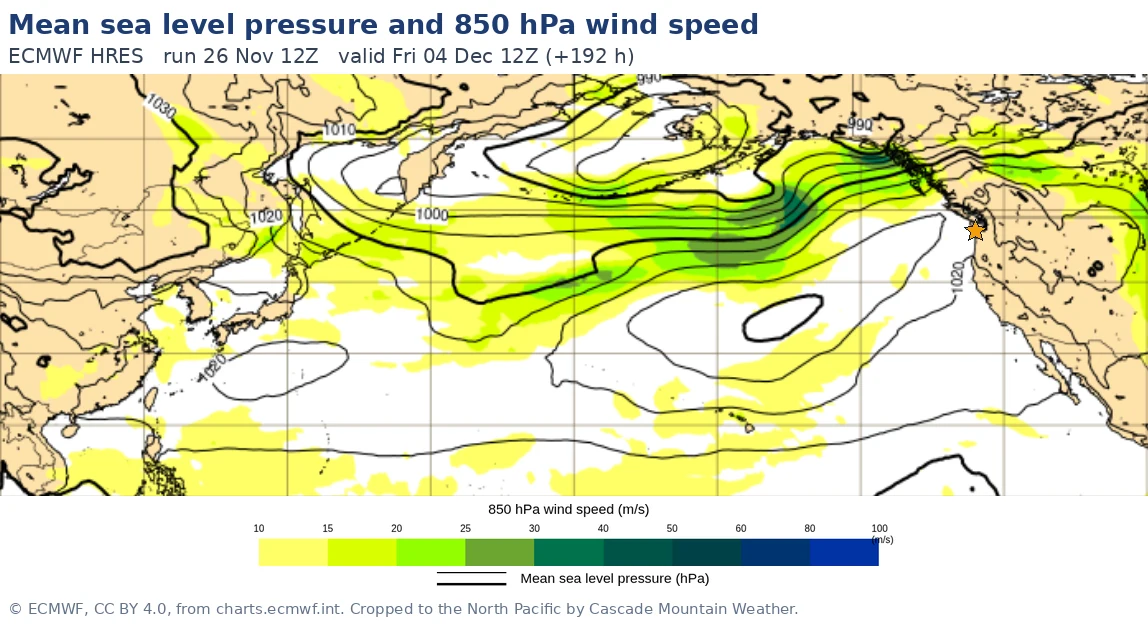 Mean sea level pressure and 850 hPa wind speed
ECMWF HRES run 26 Nov 12Z valid Fri 04 Dec 12Z (+192 h)
990
1030
1010
990
1020
1000
1020
1020
850 hPa wind speed (m/s)
10 15 20 25 30 40 50 60 80 100
(m/s)
Mean sea level pressure (hPa)
© ECMWF, CC BY 4.0, from charts.ecmwf.int. Cropped to the North Pacific by Cascade Mountain Weather.